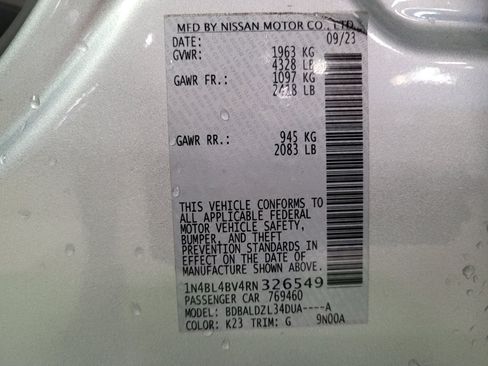 MFD BY NISSAN MOTOR CO., LTD.
DATE: 09/23
GVWR: 1963 KG
4328 LB
GAWR FR.: 1097 KG
2418 LB
GAWR RR.: 945 KG
2083 LB
THIS VEHICLE CONFORMS TO
ALL APPLICABLE FEDERAL
MOTOR VEHICLE SAFETY,
BUMPER, AND THEFT
PREVENTION STANDARDS IN
EFFECT ON THE DATE OF
MANUFACTURE SHOWN ABOVE.
1N4BL4BV4RN326549
PASSENGER CAR 769460
MODEL: BDBALDZL34DUA----A
COLOR: K23 TRIM: G 9N00A